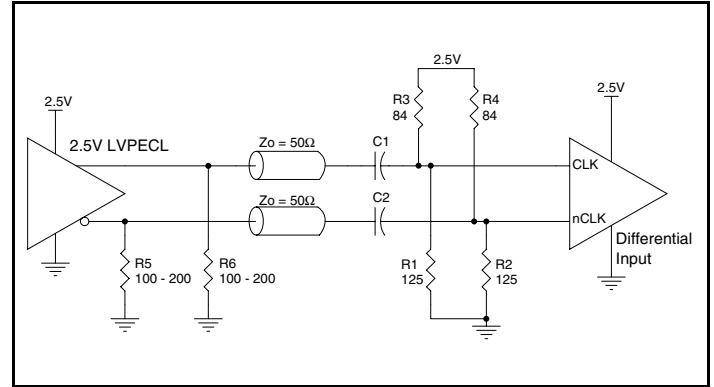 2.5V
2.5V
2.5V
R3
84
R4
84
2.5V LVPECL
Zo = 50Ω
C1
CLK
Zo = 50Ω
C2
nCLK
R5
100 - 200
R6
100 - 200
R1
125
R2
125
Differential
Input